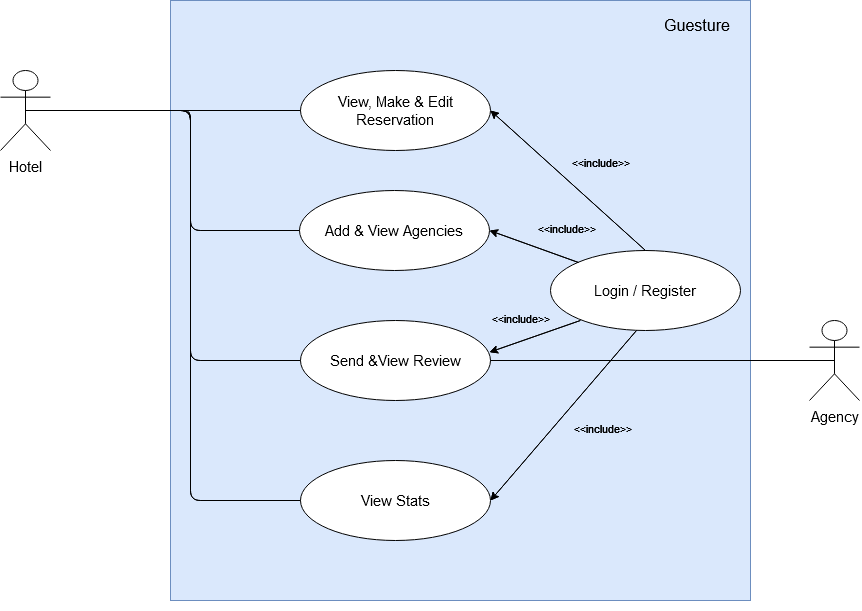 Guesture
View, Make & Edit
Reservation
<<include>>
Hotel
Add & View Agencies
<<include>>
Login / Register
<<include>>
Send &View Review
Agency
<<include>>
View Stats